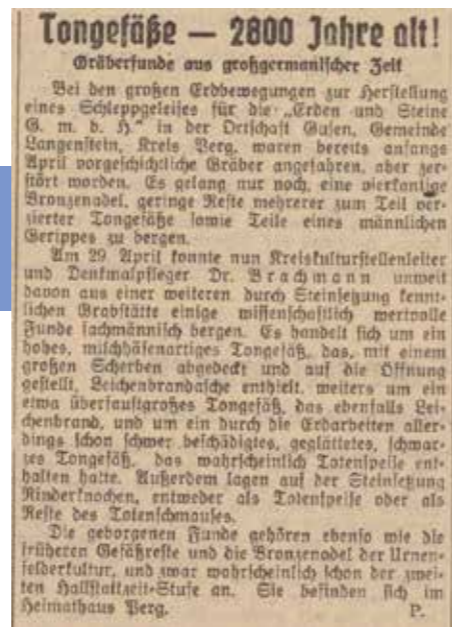 Tongefäße — 2800 Jahre alt!
Gräberfunde aus großgermanischer Zeit
Bei den großen Erdbewegungen zur Herstellung
eines Schleppgeleises für die „Erden und Steine
G. m. b. H." in der Ortschaft Gusen, Gemeinde
Langenstein, Kreis Perg, waren bereits anfangs
April vorgeschichtliche Gräber angefahren, aber zer-
stört worden. Es gelang nur noch, eine vierkantige
Bronzenadel, geringe Reste mehrerer zum Teil ver-
zierter Tongefäße sowie Teile eines männlichen
Gerippes zu bergen.
Am 29. April konnte nun Kreiskulturstellenleiter
und Denkmalpfleger Dr. Brachmann unweit
davon aus einer weiteren durch Steinsetzung kennt-
lichen Grabstätte einige wissenschaftlich wertvolle
Funde fachmännisch bergen. Es handelt sich um ein
hohes, milchhäfenartiges Tongefäß, das, mit einem
großen Scherben abgedeckt und auf die Öffnung
gestellt, Leichenbrandasche enthielt, weiters um ein
etwa überfaustgroßes Tongefäß, das ebenfalls Lei-
chenbrand, und um ein durch die Erdarbeiten aller-
dings schon schwer beschädigtes, geglättetes, schwar-
zes Tongefäß, das wahrscheinlich Totenspeise ent-
halten hatte. Außerdem lagen auf der Steinsetzung
Rinderknochen, entweder als Totenspeise oder als
Reste des Totenschmauses.
Die geborgenen Funde gehören ebenso wie die
früheren Gefäßreste und die Bronzenadel der Urnen-
felderkultur, und zwar wahrscheinlich schon der zwei-
ten Hallstattzeit-Stufe an. Sie befinden sich im
Heimathaus Perg. P.